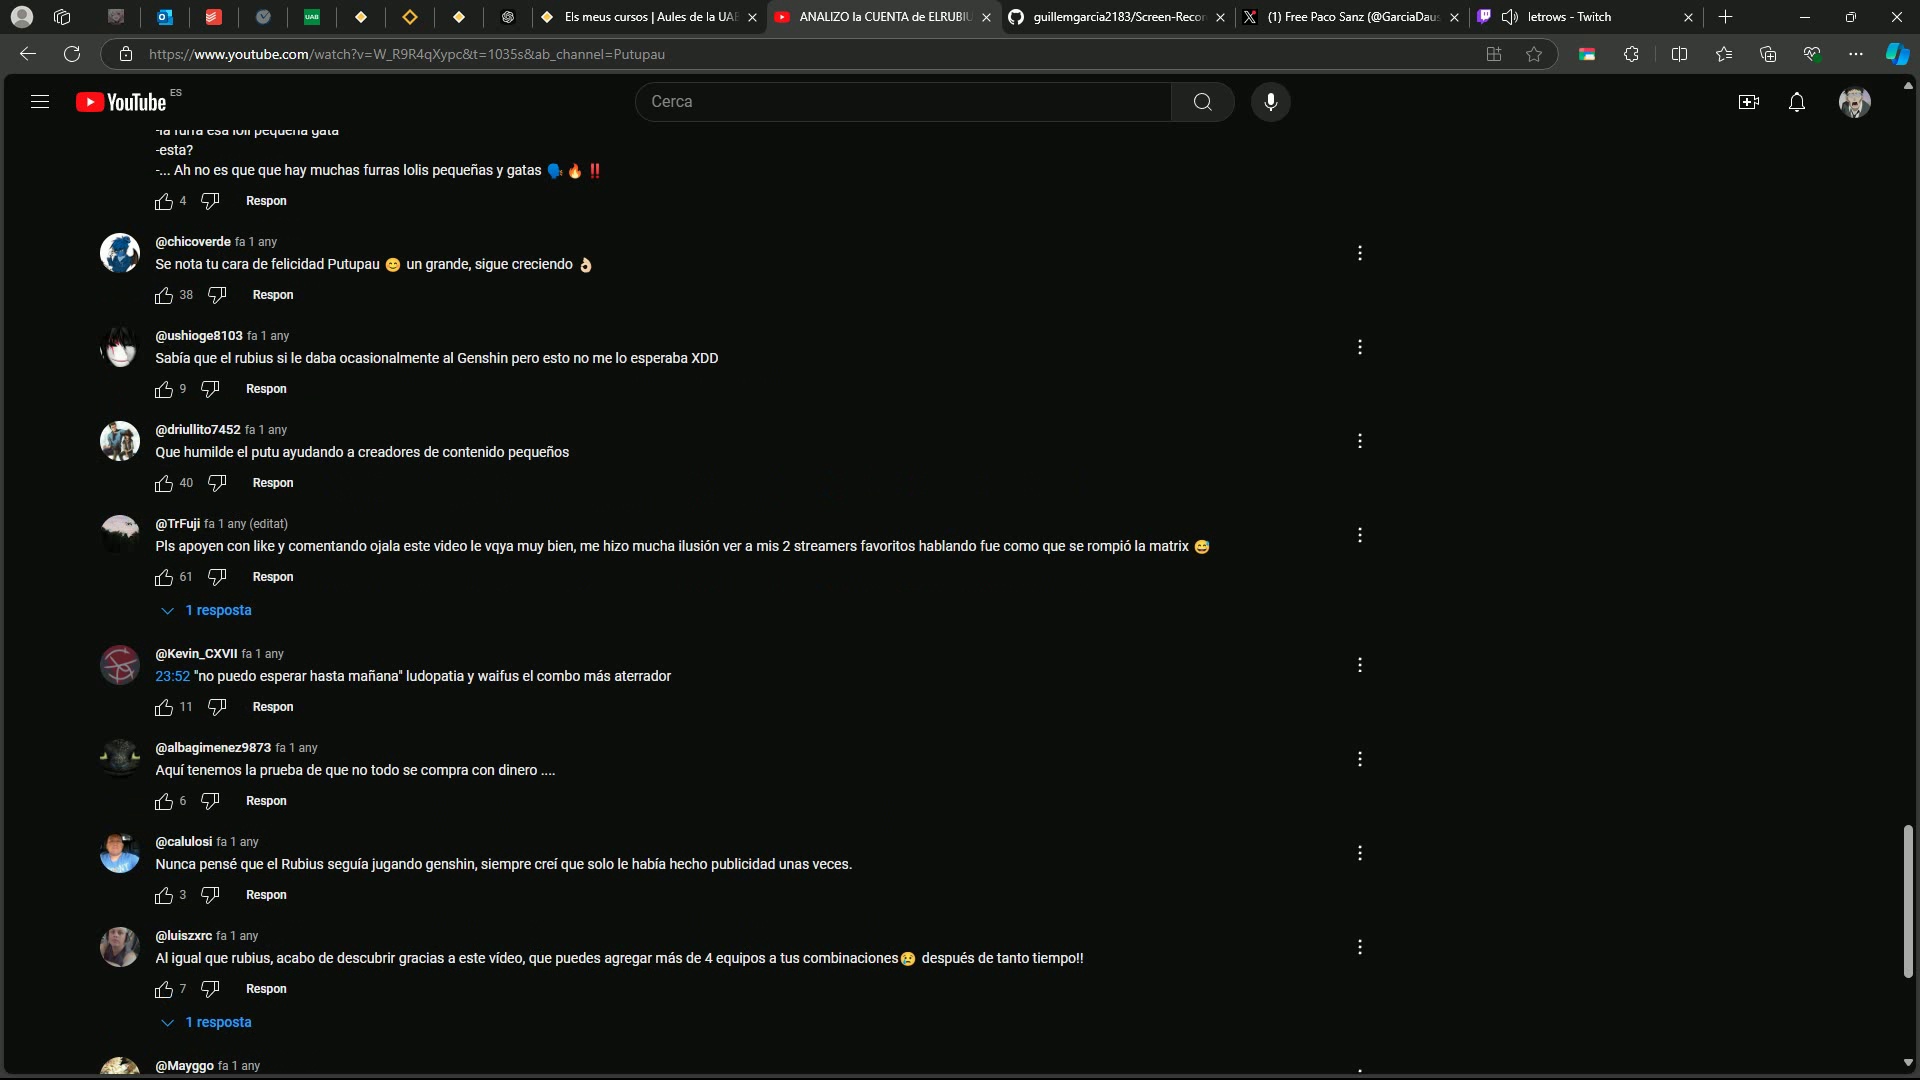 UAB
Els meus cursos | Aules de la UAB
ANALIZO la CUENTA de ELRUBIU
guillemgarcia2183/Screen-Recor
(1) Free Paco Sanz (@GarciaDaus
letrows - Twitch
https://www.youtube.com/watch?v=W_R9R4qXypc&t=1035s&ab_channel=Putupau
YouTube ES
Cerca
-la furra esa loli pequeña gata
-esta?
-... Ah no es que que hay muchas furras lolis pequeñas y gatas 🗣️🔥‼️
4 Respon
@chicoverde fa 1 any
Se nota tu cara de felicidad Putupau 😊 un grande, sigue creciendo 👌🏻
38 Respon
@ushioge8103 fa 1 any
Sabía que el rubius si le daba ocasionalmente al Genshin pero esto no me lo esperaba XDD
9 Respon
@driullito7452 fa 1 any
Que humilde el putu ayudando a creadores de contenido pequeños
40 Respon
@TrFuji fa 1 any (editat)
Pls apoyen con like y comentando ojala este video le vqya muy bien, me hizo mucha ilusión ver a mis 2 streamers favoritos hablando fue como que se rompió la matrix 😅
61 Respon
1 resposta
@Kevin_CXVII fa 1 any
23:52 "no puedo esperar hasta mañana" ludopatia y waifus el combo más aterrador
11 Respon
@albagimenez9873 fa 1 any
Aquí tenemos la prueba de que no todo se compra con dinero ....
6 Respon
@calulosi fa 1 any
Nunca pensé que el Rubius seguía jugando genshin, siempre creí que solo le había hecho publicidad unas veces.
3 Respon
@luiszxrc fa 1 any
Al igual que rubius, acabo de descubrir gracias a este vídeo, que puedes agregar más de 4 equipos a tus combinaciones😢 después de tanto tiempo!!
7 Respon
1 resposta
@Mayggo fa 1 any